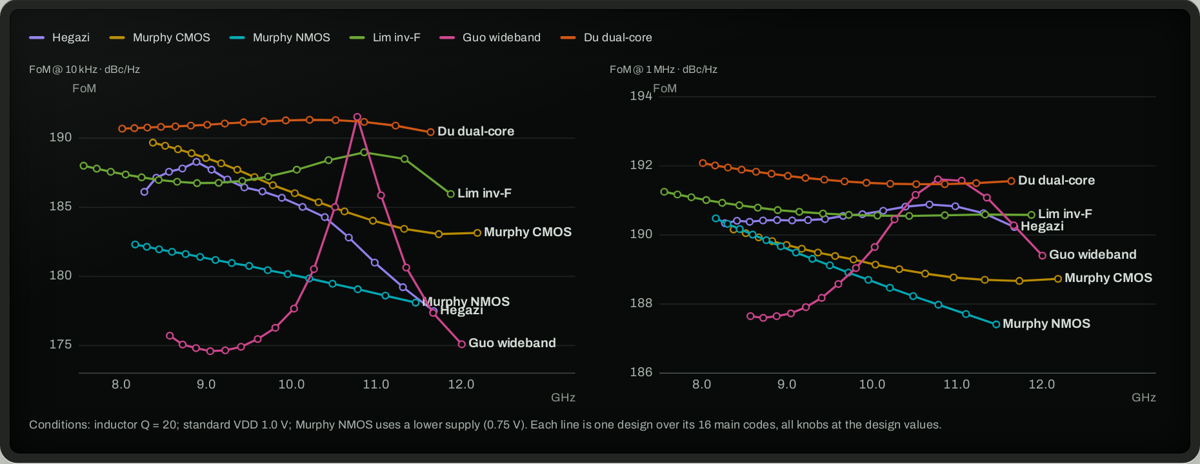 Hegazi Murphy CMOS Murphy NMOS Lim inv-F Guo wideband Du dual-core
FoM @ 10 kHz · dBc/Hz
FoM
190
185
180
175
8.0 9.0 10.0 11.0 12.0
GHz
Du dual-core
Lim inv-F
Murphy CMOS
Murphy NMOS
Hegazi
Guo wideband
FoM @ 1 MHz · dBc/Hz
FoM
194
192
190
188
186
8.0 9.0 10.0 11.0 12.0
GHz
Du dual-core
Lim inv-F
Hegazi
Guo wideband
Murphy CMOS
Murphy NMOS
Conditions: inductor Q = 20; standard VDD 1.0 V; Murphy NMOS uses a lower supply (0.75 V). Each line is one design over its 16 main codes, all knobs at the design values.